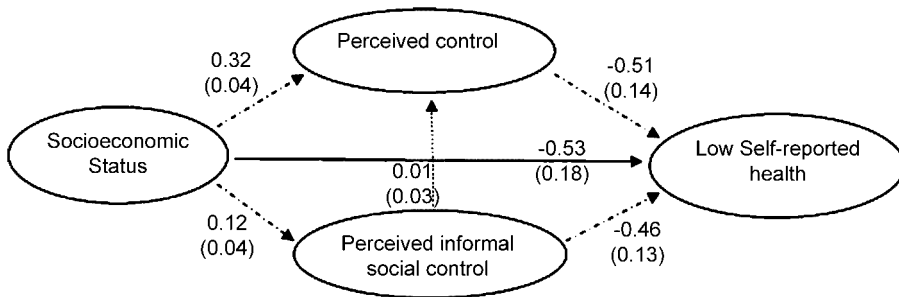 Perceived control
0.32
(0.04)
-0.51
(0.14)
Socioeconomic
Status
-0.53
(0.18)
Low Self-reported
health
0.01
(0.03)
0.12
(0.04)
Perceived informal
social control
-0.46
(0.13)